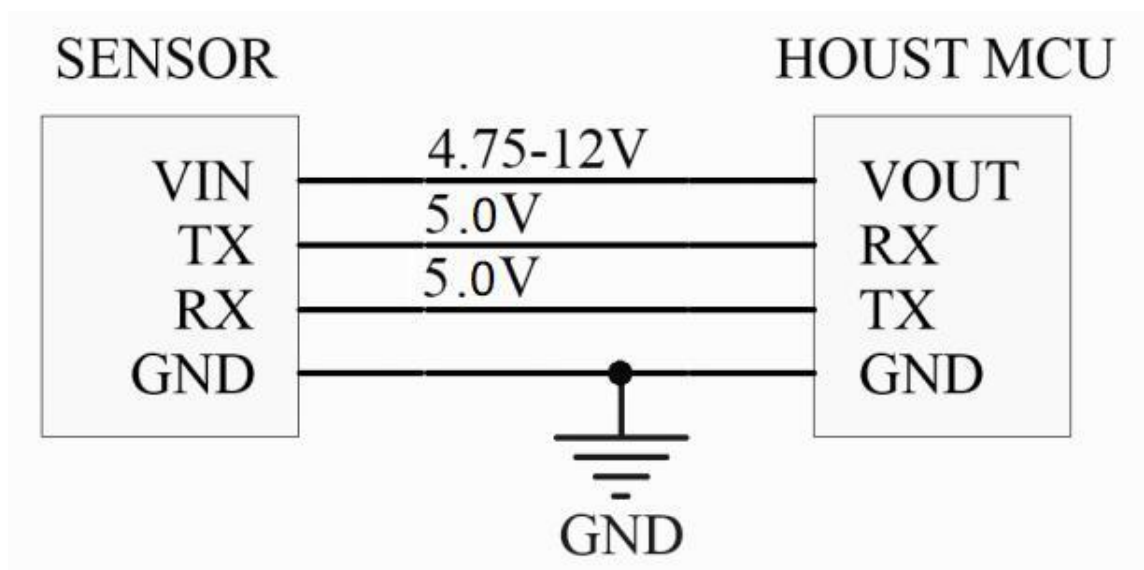 SENSOR
HOUST MCU
4.75-12V
VIN
VOUT
5.0V
TX
RX
5.0V
RX
TX
GND
GND
GND